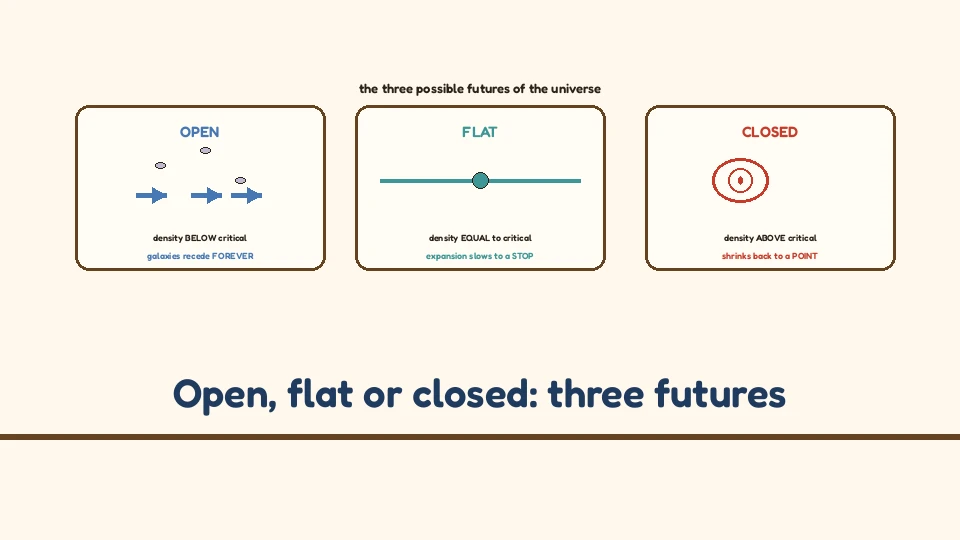 the three possible futures of the universe
OPEN
density BELOW critical
galaxies recede FOREVER
FLAT
density EQUAL to critical
expansion slows to a STOP
CLOSED
density ABOVE critical
shrinks back to a POINT
Open, flat or closed: three futures